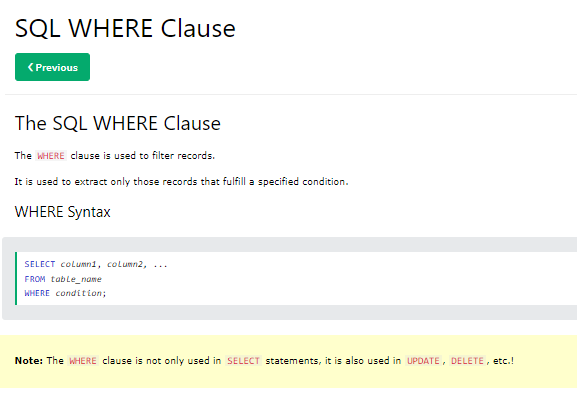 SQL WHERE Clause
❮ Previous
The SQL WHERE Clause
The WHERE clause is used to filter records.
It is used to extract only those records that fulfill a specified condition.
WHERE Syntax
SELECT column1, column2, ...
FROM table_name
WHERE condition;
Note: The WHERE clause is not only used in SELECT statements, it is also used in UPDATE, DELETE, etc.!